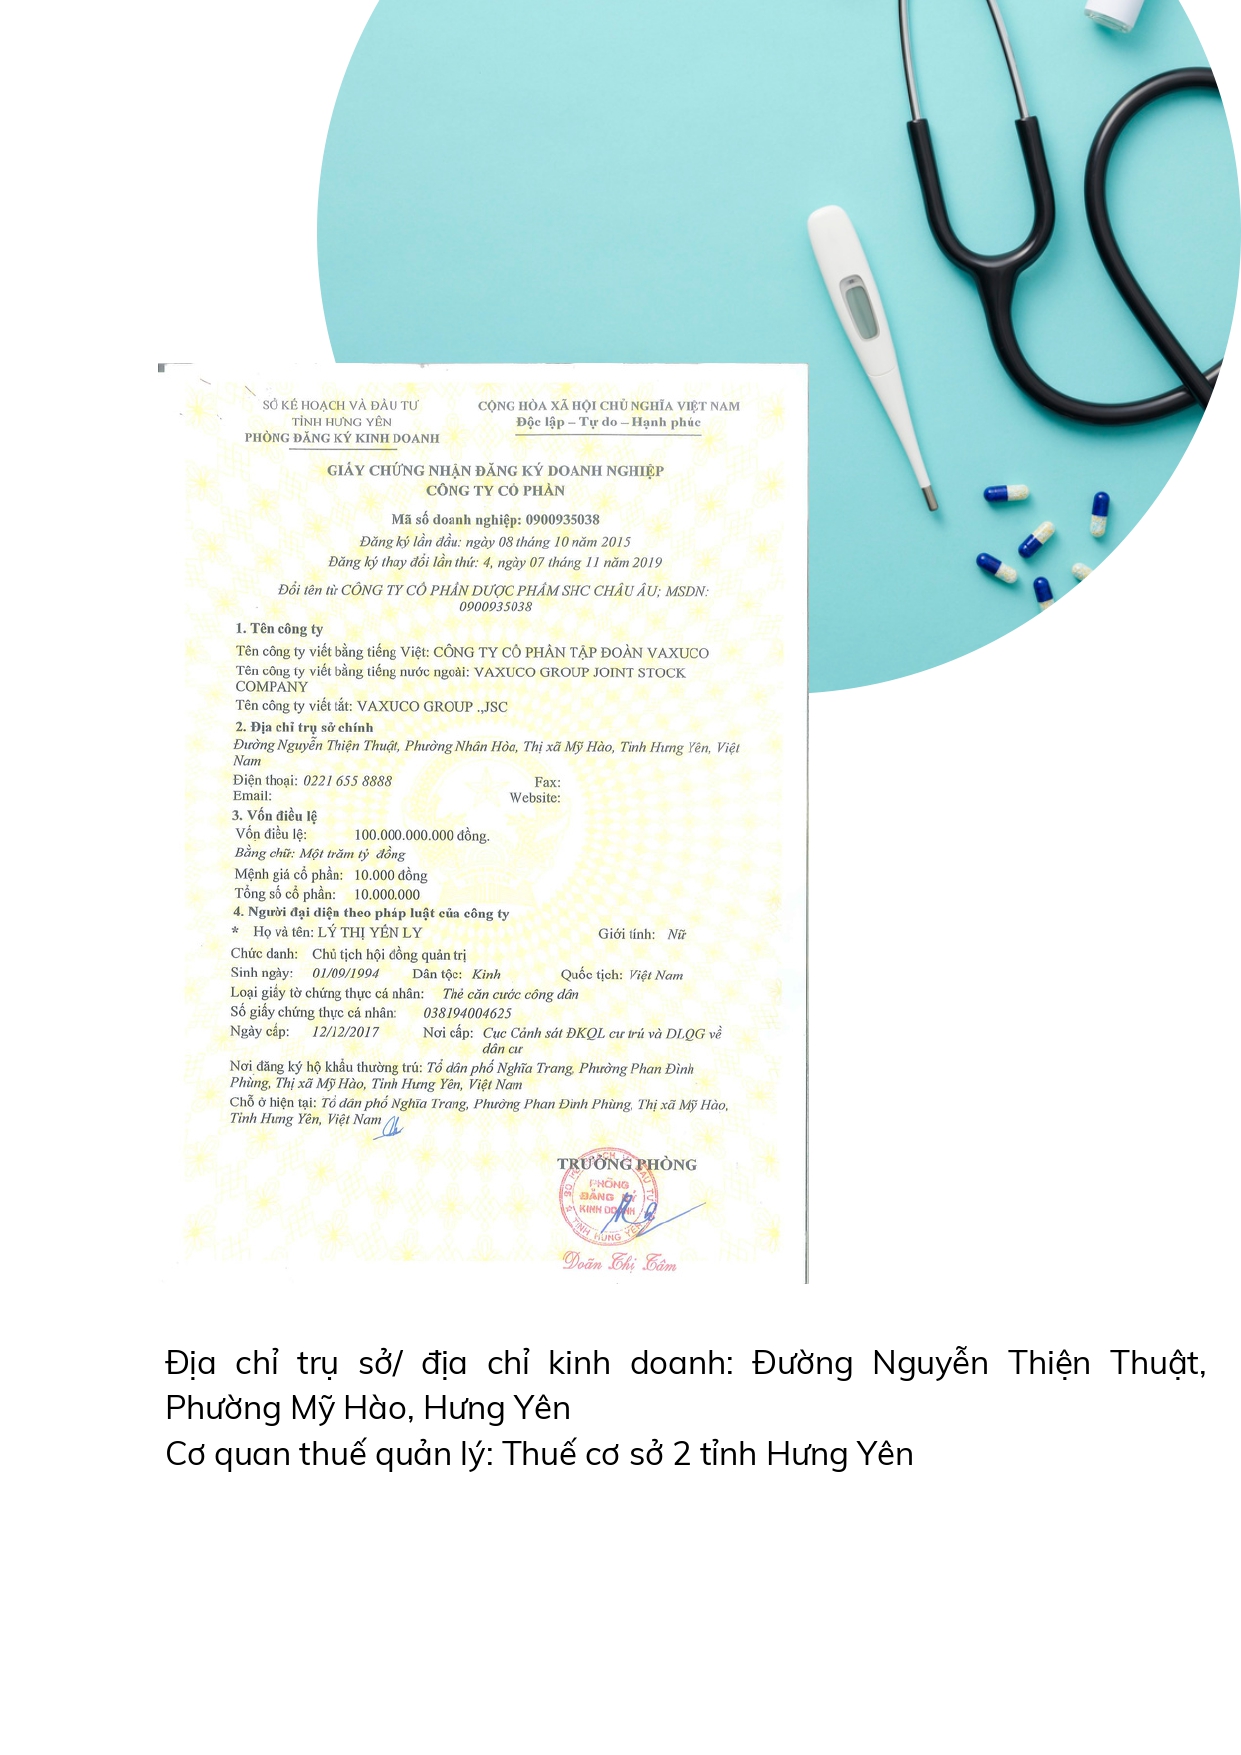 SỞ KẾ HOẠCH VÀ ĐẦU TƯ
TỈNH HƯNG YÊN
PHÒNG ĐĂNG KÝ KINH DOANH
CỘNG HÒA XÃ HỘI CHỦ NGHĨA VIỆT NAM
Độc lập – Tự do – Hạnh phúc
GIẤY CHỨNG NHẬN ĐĂNG KÝ DOANH NGHIỆP
CÔNG TY CỔ PHẦN
Mã số doanh nghiệp: 0900935038
Đăng ký lần đầu: ngày 08 tháng 10 năm 2015
Đăng ký thay đổi lần thứ: 4, ngày 07 tháng 11 năm 2019
Đổi tên từ CÔNG TY CỔ PHẦN DƯỢC PHẨM SHC CHÂU ÂU; MSDN:
0900935038
1. Tên công ty
Tên công ty viết bằng tiếng Việt: CÔNG TY CỔ PHẦN TẬP ĐOÀN VAXUCO
Tên công ty viết bằng tiếng nước ngoài: VAXUCO GROUP JOINT STOCK
COMPANY
Tên công ty viết tắt: VAXUCO GROUP .,JSC
2. Địa chỉ trụ sở chính
Đường Nguyễn Thiện Thuật, Phường Nhân Hòa, Thị xã Mỹ Hào, Tỉnh Hưng Yên, Việt
Nam
Điện thoại: 0221 655 8888 Fax:
Email: Website:
3. Vốn điều lệ
Vốn điều lệ: 100.000.000.000 đồng.
Bằng chữ: Một trăm tỷ đồng
Mệnh giá cổ phần: 10.000 đồng
Tổng số cổ phần: 10.000.000
4. Người đại diện theo pháp luật của công ty
* Họ và tên: LÝ THỊ YẾN LY Giới tính: Nữ
Chức danh: Chủ tịch hội đồng quản trị
Sinh ngày: 01/09/1994 Dân tộc: Kinh Quốc tịch: Việt Nam
Loại giấy tờ chứng thực cá nhân: Thẻ căn cước công dân
Số giấy chứng thực cá nhân: 038194004625
Ngày cấp: 12/12/2017 Nơi cấp: Cục Cảnh sát ĐKQL cư trú và DLQG về
dân cư
Nơi đăng ký hộ khẩu thường trú: Tổ dân phố Nghĩa Trang, Phường Phan Đình
Phùng, Thị xã Mỹ Hào, Tỉnh Hưng Yên, Việt Nam
Chỗ ở hiện tại: Tổ dân phố Nghĩa Trang, Phường Phan Đình Phùng, Thị xã Mỹ Hào,
Tỉnh Hưng Yên, Việt Nam
TRƯỞNG PHÒNG
PHÒNG
ĐĂNG KÝ
KINH DOANH
TỈNH HƯNG YÊN
Doãn Thị Tâm
Địa chỉ trụ sở/ địa chỉ kinh doanh: Đường Nguyễn Thiện Thuật,
Phường Mỹ Hào, Hưng Yên
Cơ quan thuế quản lý: Thuế cơ sở 2 tỉnh Hưng Yên